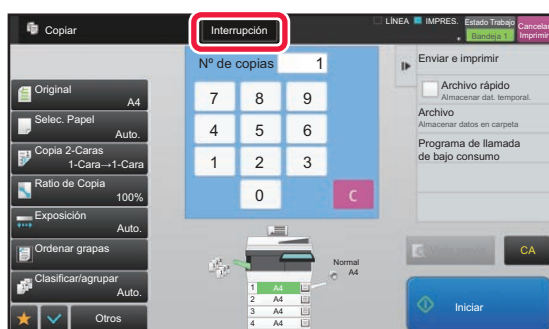 Copiar
Interrupción
LÍNEA
IMPRES.
Estado Trabajo
Bandeja 1
Cancelar
Imprimir
Original
A4
Selec. Papel
Auto.
Copia 2-Caras
1-Cara→1-Cara
Ratio de Copia
100%
Exposición
Auto.
Ordenar grapas
Clasificar/agrupar
Auto.
Otros
Nº de copias 1
7 8 9
4 5 6
1 2 3
0 C
Normal
A4
1 A4
2 A4
3 A4
4 A4
Enviar e imprimir
Archivo rápido
Almacenar dat. temporal.
Archivo
Almacenar datos en carpeta
Programa de llamada
de bajo consumo
CA
Iniciar